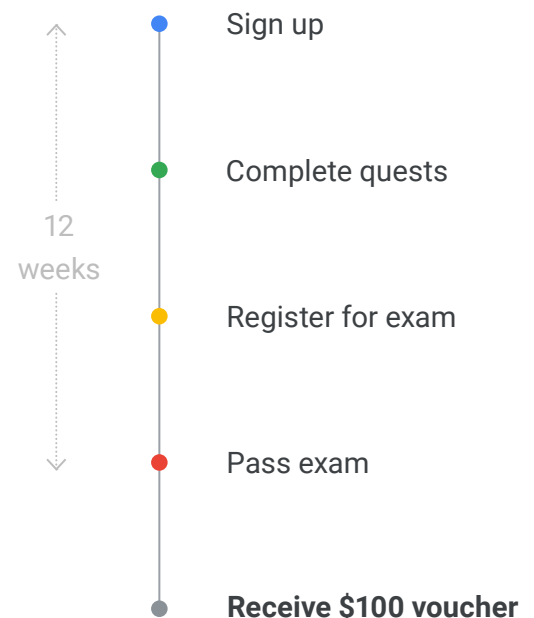 Sign up
Complete quests
12
weeks
Register for exam
Pass exam
Receive $100 voucher